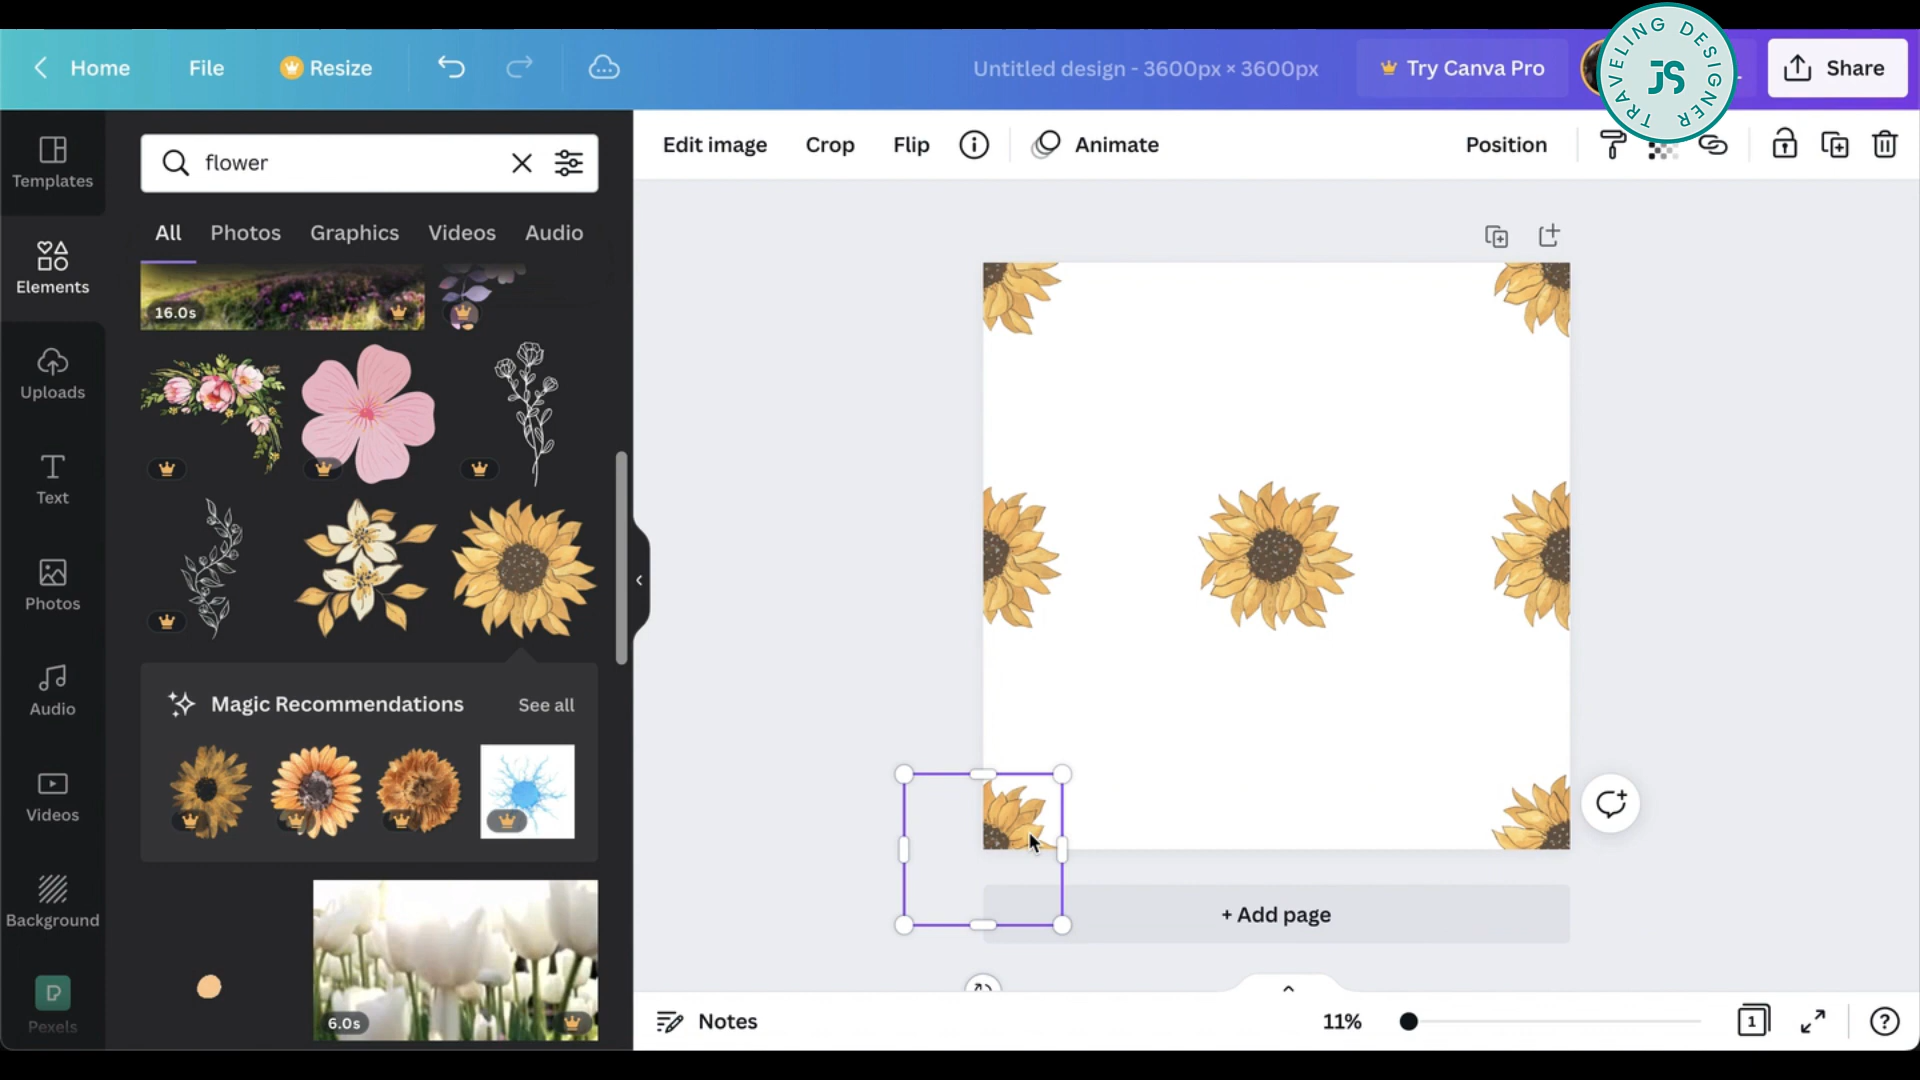 Home
File
Resize
Untitled design - 3600px × 3600px
Try Canva Pro
Share
TRAVELING DESIGNER
JS
Templates
Elements
Uploads
Text
Photos
Audio
Videos
Background
Pexels
flower
All
Photos
Graphics
Videos
Audio
16.0s
Magic Recommendations
See all
6.0s
Edit image
Crop
Flip
Animate
Position
+ Add page
Notes
11%
1